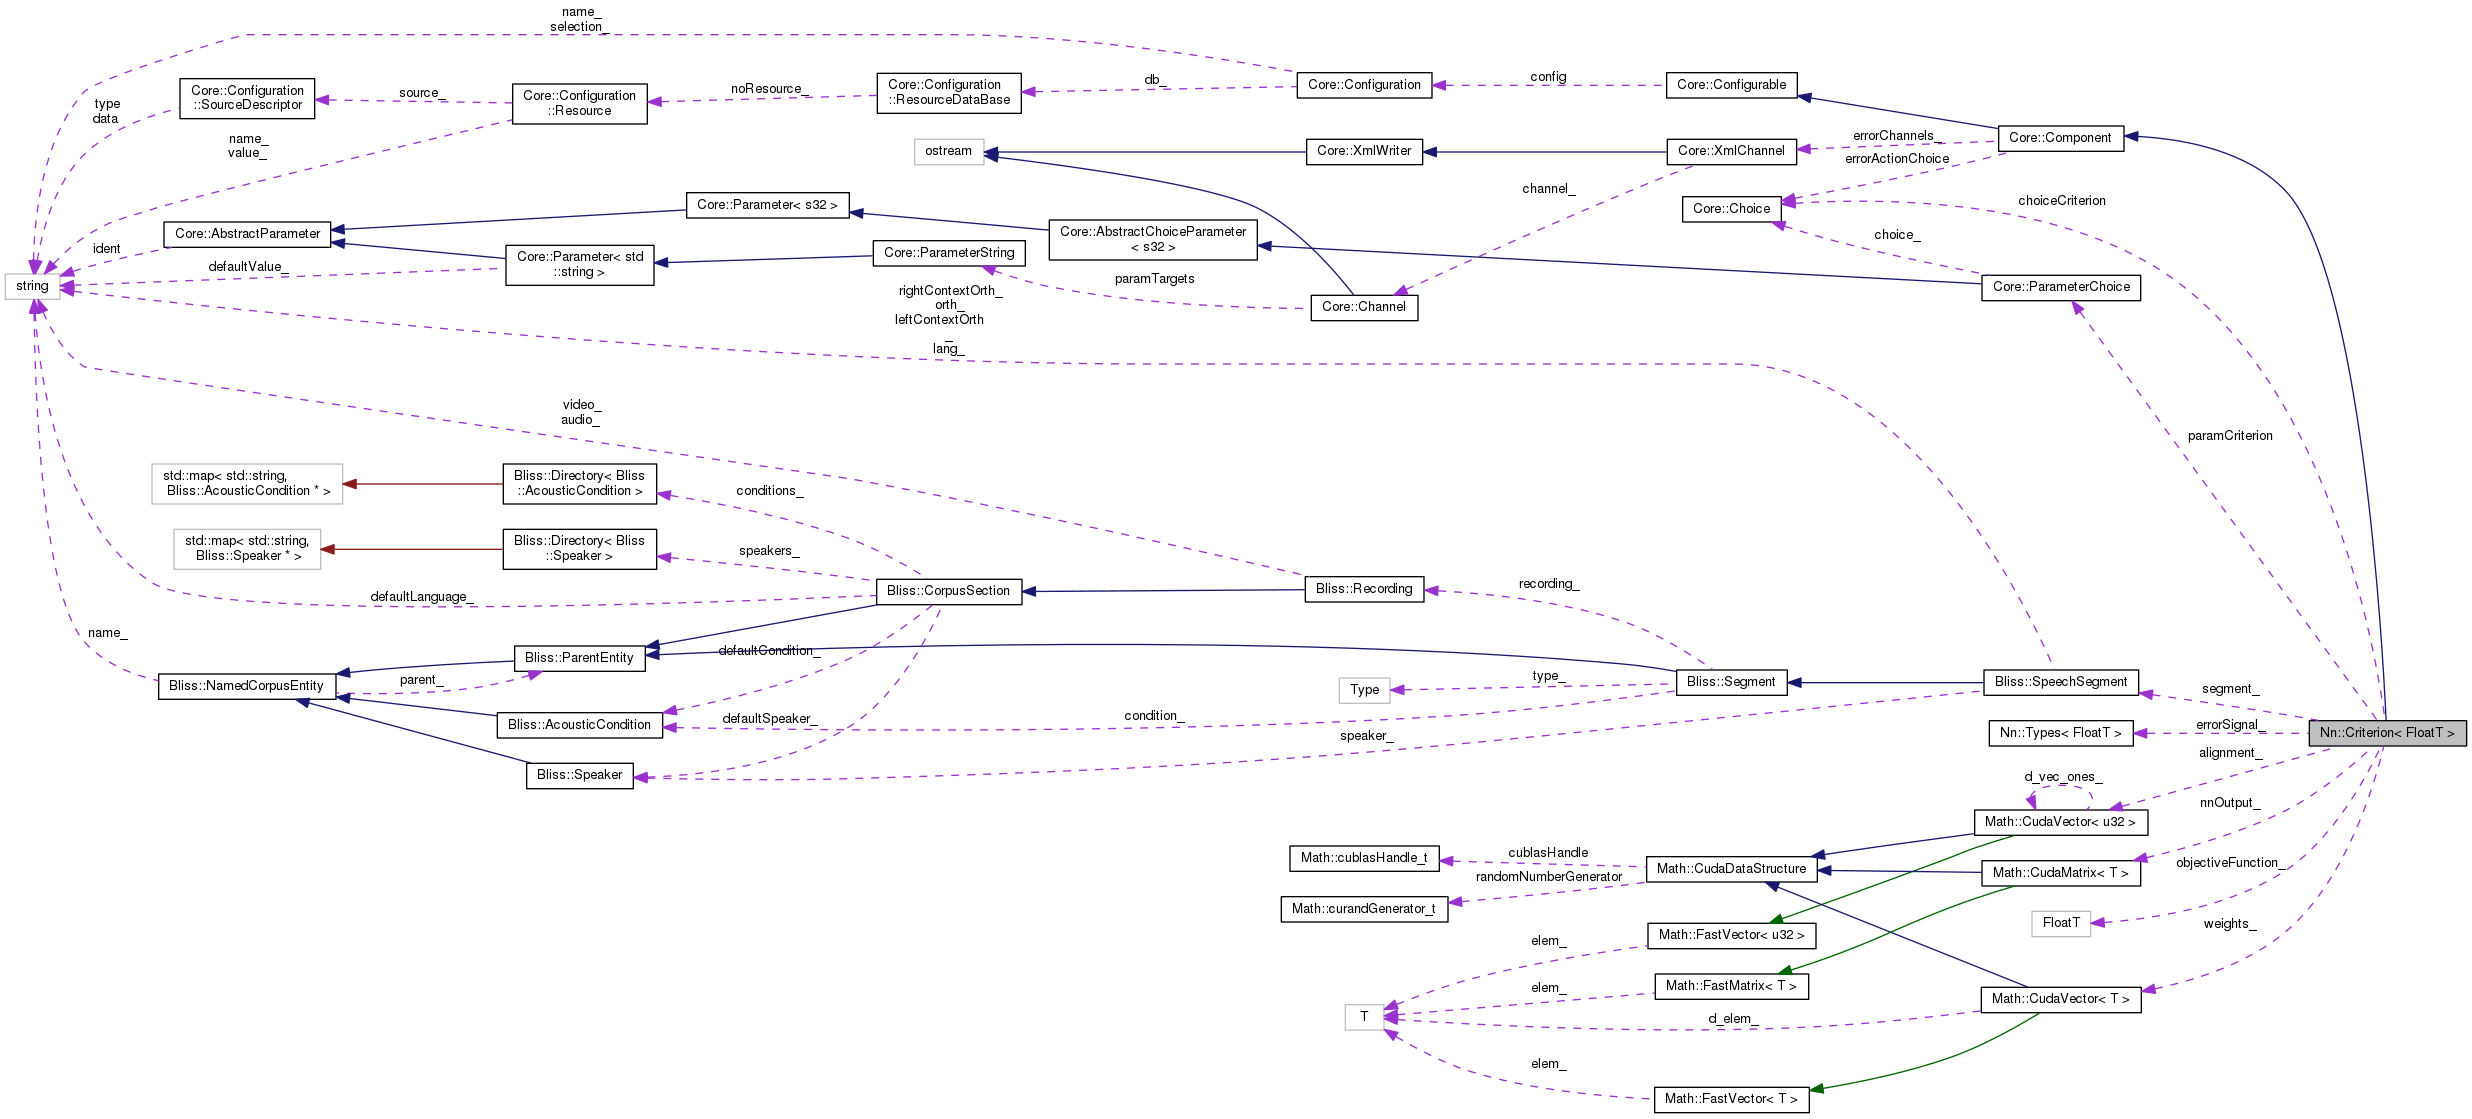 name_
selection_
Core::Configuration
::SourceDescriptor
source_
Core::Configuration
::Resource
noResource_
Core::Configuration
::ResourceDataBase
db_
Core::Configuration
config
Core::Configurable
type
data
name_
value_
ostream
Core::XmlWriter
Core::XmlChannel
errorChannels_
errorActionChoice
Core::Component
channel_
Core::Choice
choiceCriterion
choice_
Core::AbstractParameter
Core::Parameter< s32 >
Core::AbstractChoiceParameter
< s32 >
ident
defaultValue_
Core::Parameter< std
::string >
Core::ParameterString
paramTargets
Core::Channel
Core::ParameterChoice
string
rightContextOrth_
orth_
leftContextOrth
_
lang_
video_
audio_
paramCriterion
std::map< std::string,
Bliss::AcousticCondition * >
Bliss::Directory< Bliss
::AcousticCondition >
conditions_
std::map< std::string,
Bliss::Speaker * >
Bliss::Directory< Bliss
::Speaker >
speakers_
defaultLanguage_
Bliss::CorpusSection
Bliss::Recording
recording_
name_
Bliss::NamedCorpusEntity
parent_
Bliss::ParentEntity
defaultCondition_
Bliss::AcousticCondition
defaultSpeaker_
Bliss::Speaker
Type
type_
condition_
speaker_
Bliss::Segment
Bliss::SpeechSegment
segment_
Nn::Types< FloatT >
errorSignal_
Nn::Criterion< FloatT >
alignment_
d_vec_ones_
Math::CudaVector< u32 >
nnOutput_
Math::cublasHandle_t
cublasHandle
Math::CudaDataStructure
Math::CudaMatrix< T >
objectiveFunction_
randomNumberGenerator
Math::curandGenerator_t
FloatT
weights_
Math::FastVector< u32 >
elem_
Math::FastMatrix< T >
elem_
Math::CudaVector< T >
T
d_elem_
elem_
Math::FastVector< T >